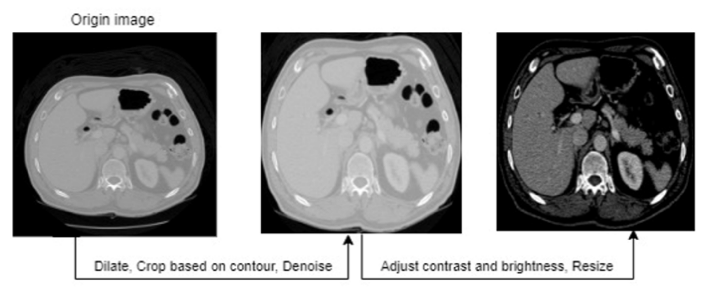 Origin image
Dilate, Crop based on contour, Denoise
Adjust contrast and brightness, Resize